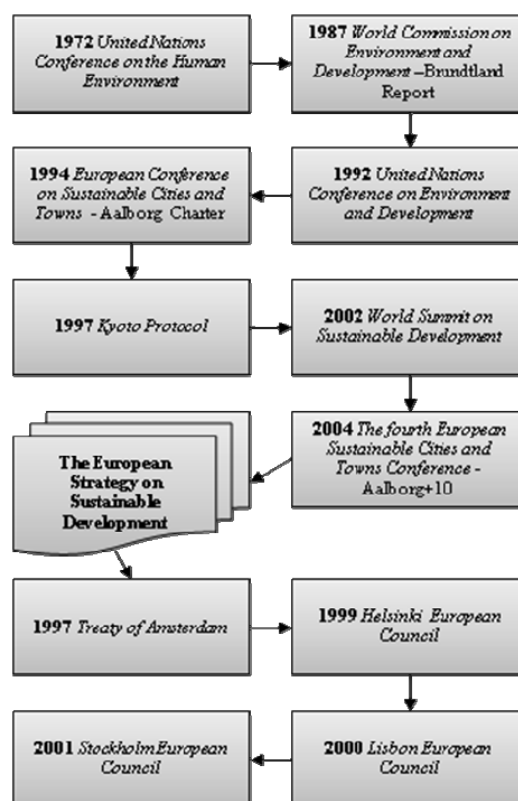 1972 United Nations
Conference on the Human
Environment
1987 World Commission on
Environment and
Development –Brundtland
Report
1992 United Nations
Conference on Environment
and Development
1994 European Conference
on Sustainable Cities and
Towns - Aalborg Charter
1997 Kyoto Protocol
2002 World Summit on
Sustainable Development
2004 The fourth European
Sustainable Cities and
Towns Conference -
Aalborg+10
The European
Strategy on
Sustainable
Development
1997 Treaty of Amsterdam
1999 Helsinki European
Council
2000 Lisbon European
Council
2001 Stockholm European
Council